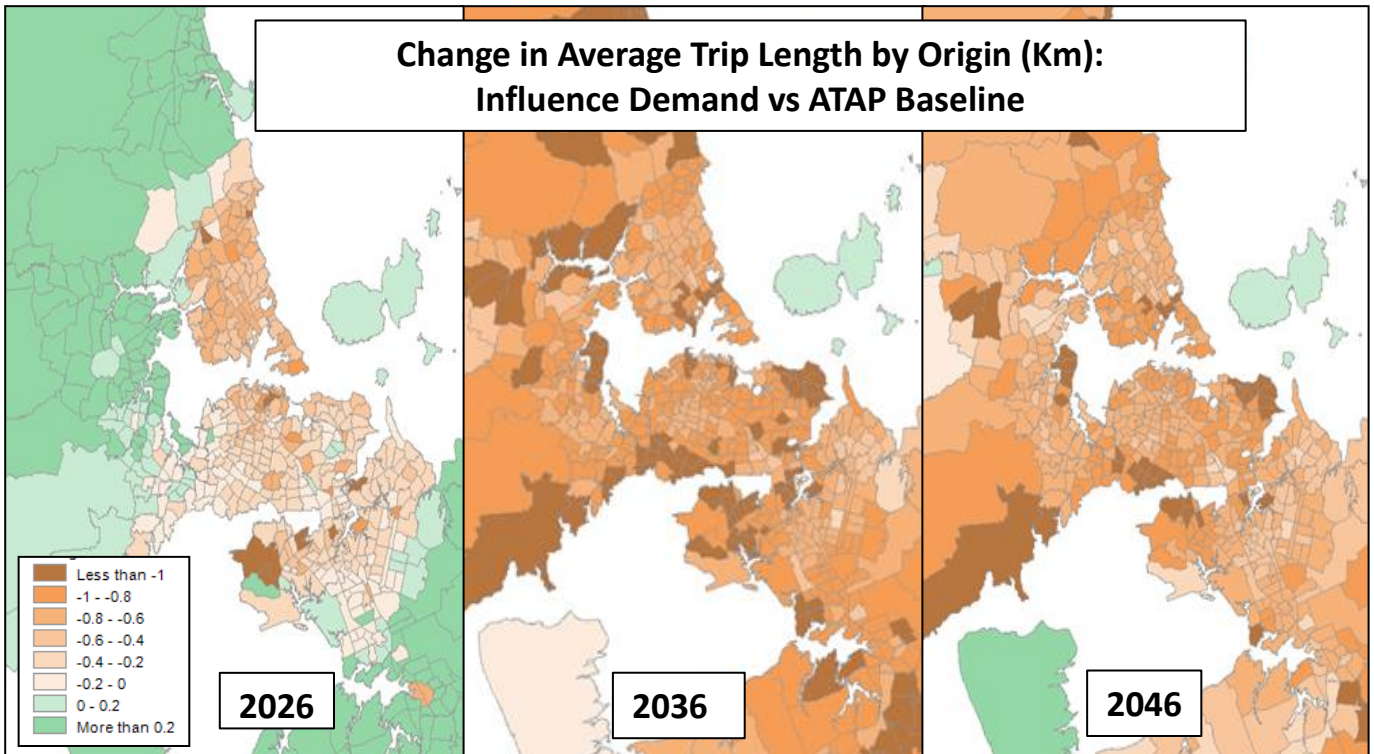 Change in Average Trip Length by Origin (Km):
Influence Demand vs ATAP Baseline
Less than -1
-1 - -0.8
-0.8 - -0.6
-0.6 - -0.4
-0.4 - -0.2
-0.2 - 0
0 - 0.2
More than 0.2
2026
2036
2046